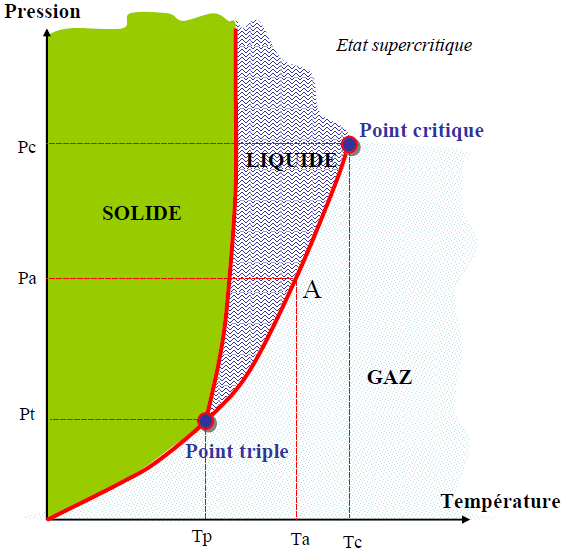 Pression
Etat supercritique
Point critique
Pc
LIQUIDE
SOLIDE
Pa
A
GAZ
Pt
Point triple
Température
Tp
Ta
Tc